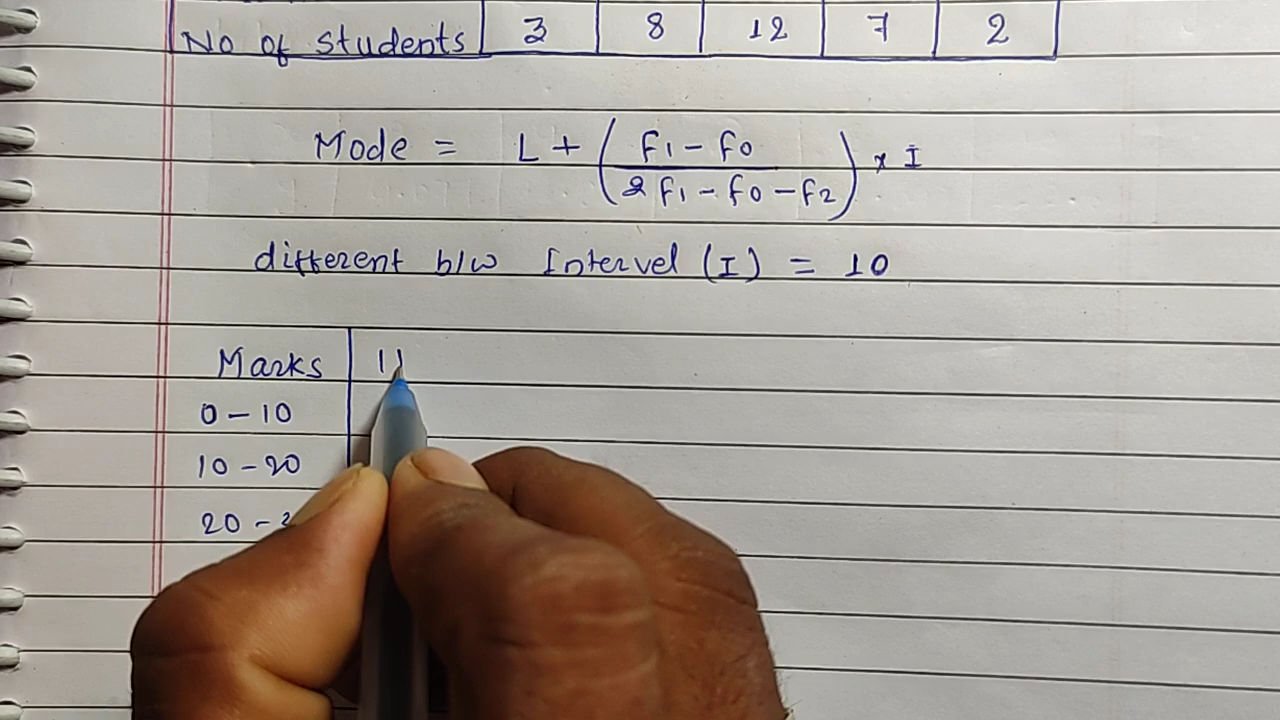 No of students 3 8 12 7 2
Mode = L + (f1 - f0 / 2f1 - f0 - f2) × I
different b/w Intervel (I) = 10
Marks
0 - 10
10 - 20
20 -